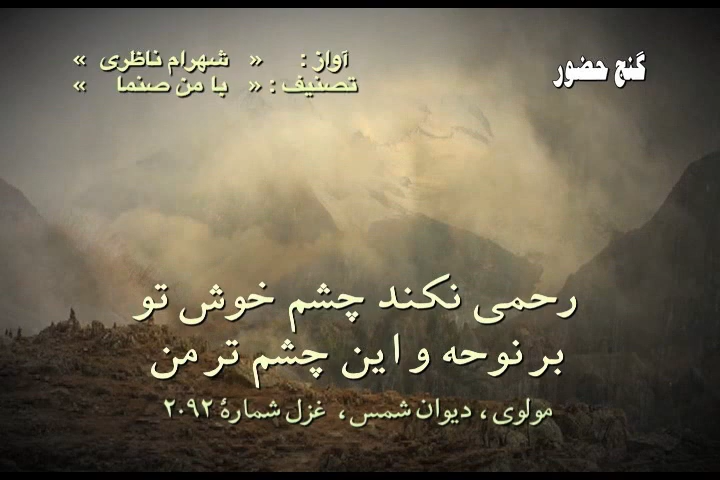 گنج حضور
آواز : « شهرام ناظری »
تصنیف : « با من صنما »
رحمی نکند چشم خوش تو
بر نوحه و این چشم تر من
مولوی ، دیوان شمس ، غزل شمارهٔ ۲۰۹۲